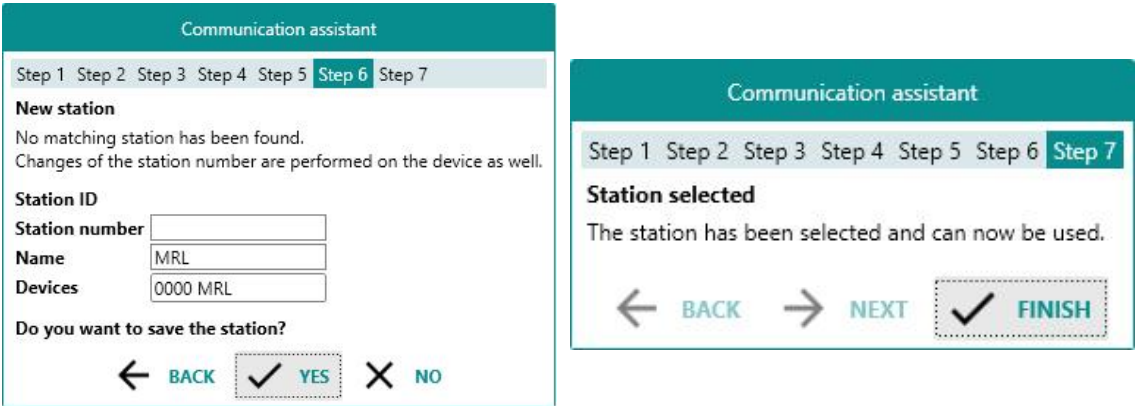 Communication assistant
Step 1 Step 2 Step 3 Step 4 Step 5 Step 6 Step 7
New station
No matching station has been found.
Changes of the station number are performed on the device as well.
Station ID
Station number
Name MRL
Devices 0000 MRL
Do you want to save the station?
BACK YES NO
Communication assistant
Step 1 Step 2 Step 3 Step 4 Step 5 Step 6 Step 7
Station selected
The station has been selected and can now be used.
BACK NEXT FINISH